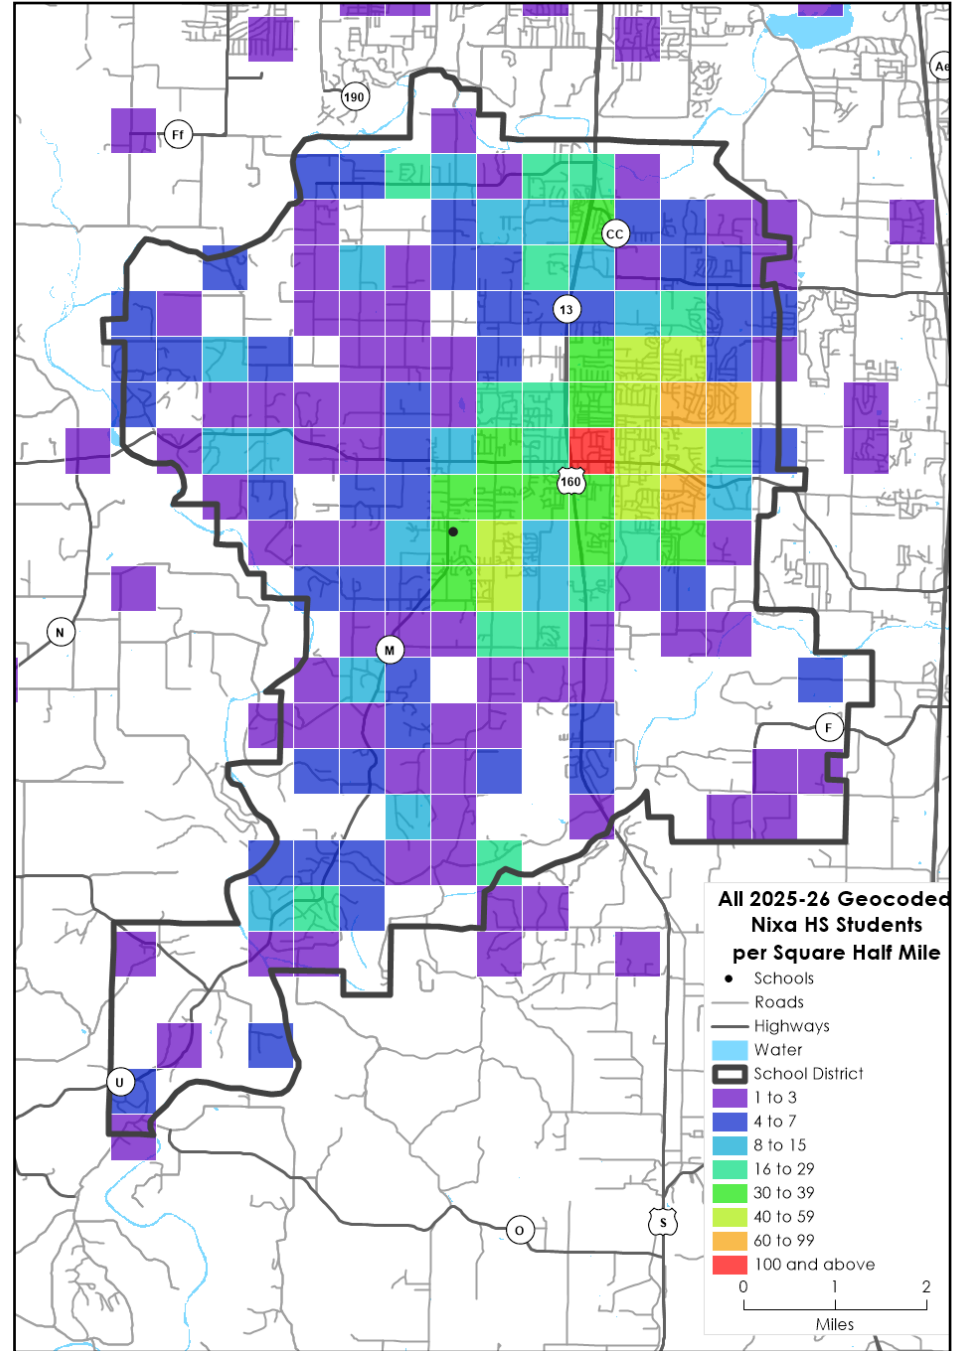 Ae
190
Ff
CC
13
160
N
M
F
All 2025-26 Geocoded
Nixa HS Students
per Square Half Mile
Schools
Roads
Highways
Water
School District
1 to 3
4 to 7
8 to 15
16 to 29
30 to 39
40 to 59
60 to 99
100 and above
0 1 2
Miles
U
O
S